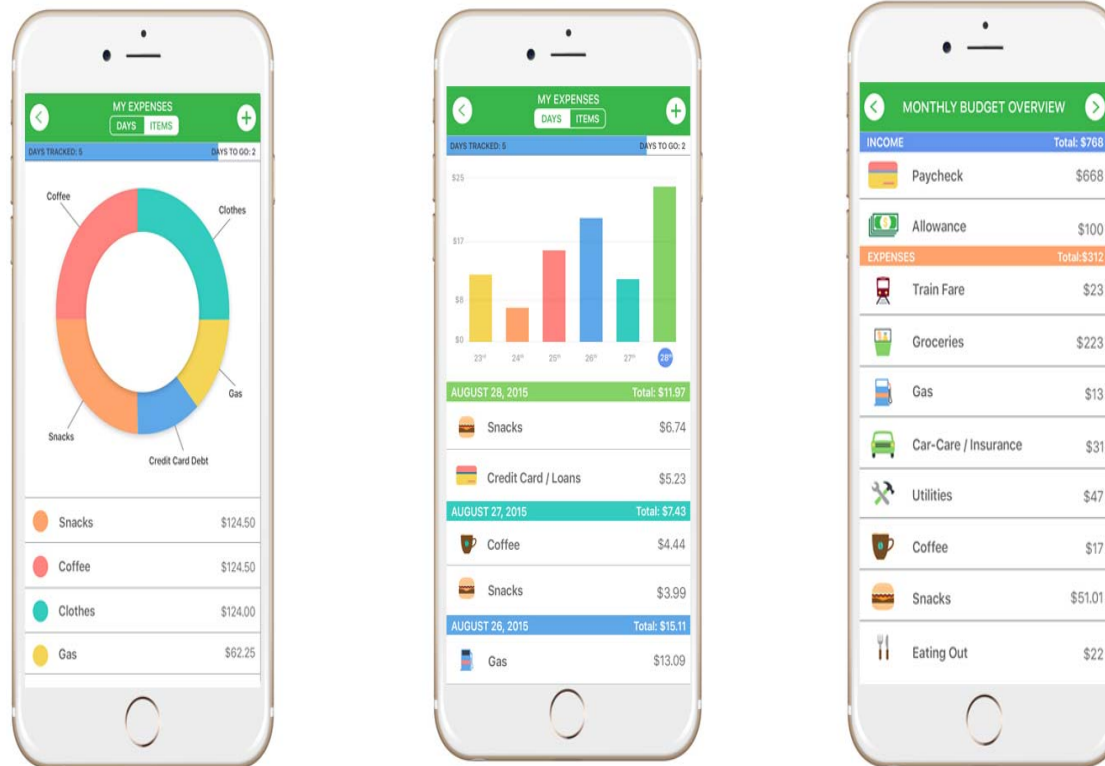 MY EXPENSES
DAYS ITEMS
DAYS TRACKED: 5 DAYS TO GO: 2
Coffee
Clothes
Gas
Snacks
Credit Card Debt
Snacks $124.50
Coffee $124.50
Clothes $124.00
Gas $62.25
MY EXPENSES
DAYS ITEMS
DAYS TRACKED: 5 DAYS TO GO: 2
$25
$17
$8
$0
23rd 24th 25th 26th 27th 28th
AUGUST 28, 2015 Total: $11.97
Snacks $6.74
Credit Card / Loans $5.23
AUGUST 27, 2015 Total: $7.43
Coffee $4.44
Snacks $3.99
AUGUST 26, 2015 Total: $15.11
Gas $13.09
MONTHLY BUDGET OVERVIEW
INCOME Total: $768
Paycheck $668
Allowance $100
EXPENSES Total:$312
Train Fare $23
Groceries $223
Gas $13
Car-Care / Insurance $31
Utilities $47
Coffee $17
Snacks $51.01
Eating Out $22